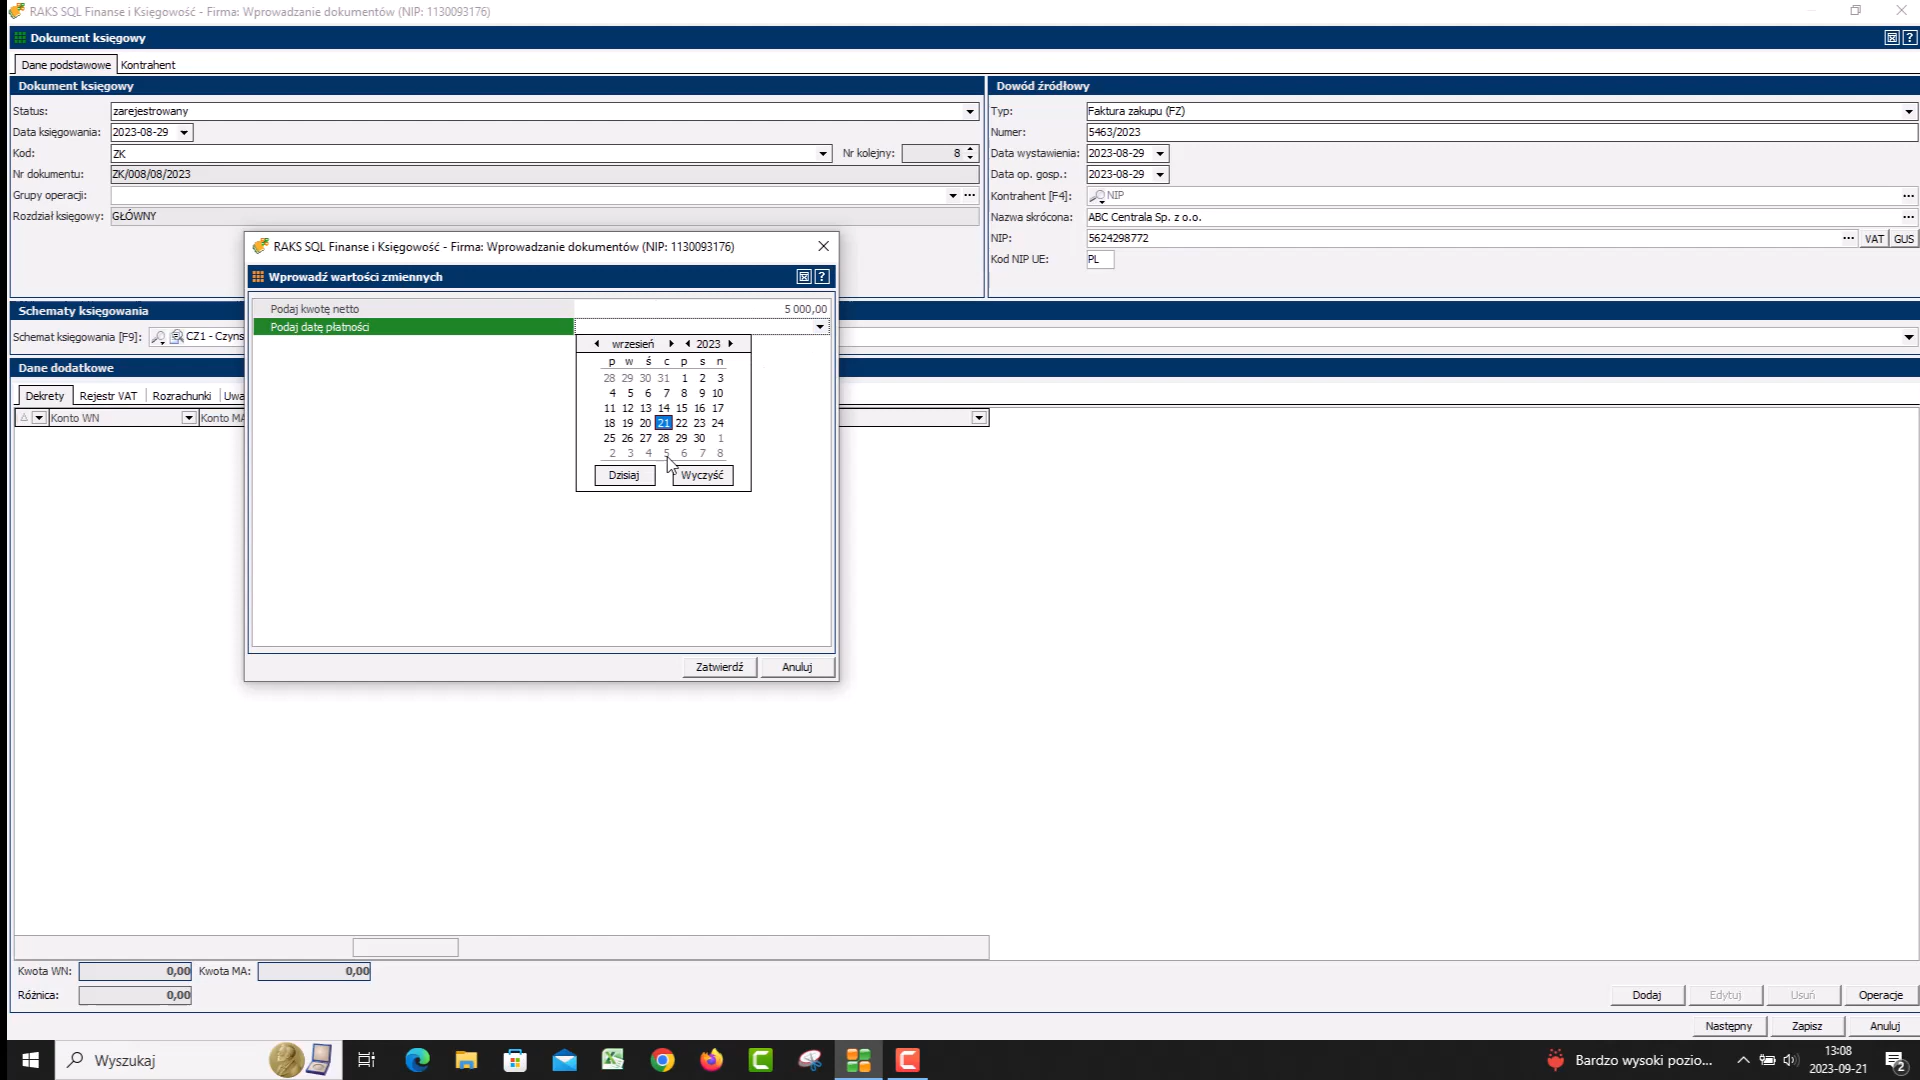 RAKS SQL Finanse i Księgowość - Firma: Wprowadzanie dokumentów (NIP: 1130093176)
Dokument księgowy
Dane podstawowe Kontrahent
Dokument księgowy
Status: zarejestrowany
Data księgowania: 2023-08-29
Kod: ZK Nr kolejny: 8
Nr dokumentu: ZK/008/08/2023
Grupy operacji:
Rozdział księgowy: GŁÓWNY
Dowód źródłowy
Typ: Faktura zakupu (FZ)
Numer: 5463/2023
Data wystawienia: 2023-08-29
Data op. gosp.: 2023-08-29
Kontrahent [F4]: NIP
Nazwa skrócona: ABC Centrala Sp. z o.o.
NIP: 5624298772 VAT GUS
Kod NIP UE: PL
Schematy księgowania
Schemat księgowania [F9]: CZ1 - Czyns
Dane dodatkowe
Dekrety Rejestr VAT Rozrachunki Uwa
Konto WN Konto MA
RAKS SQL Finanse i Księgowość - Firma: Wprowadzanie dokumentów (NIP: 1130093176)
Wprowadź wartości zmiennych
Podaj kwotę netto 5 000,00
Podaj datę płatności
wrzesień 2023
p w ś c p s n
28 29 30 31 1 2 3
4 5 6 7 8 9 10
11 12 13 14 15 16 17
18 19 20 21 22 23 24
25 26 27 28 29 30 1
2 3 4 5 6 7 8
Dzisiaj Wyczyść
Zatwierdź Anuluj
Kwota WN: 0,00 Kwota MA: 0,00
Różnica: 0,00
Dodaj Edytuj Usuń Operacje
Następny Zapisz Anuluj
Wyszukaj
Bardzo wysoki pozio...
13:08
2023-09-21
2